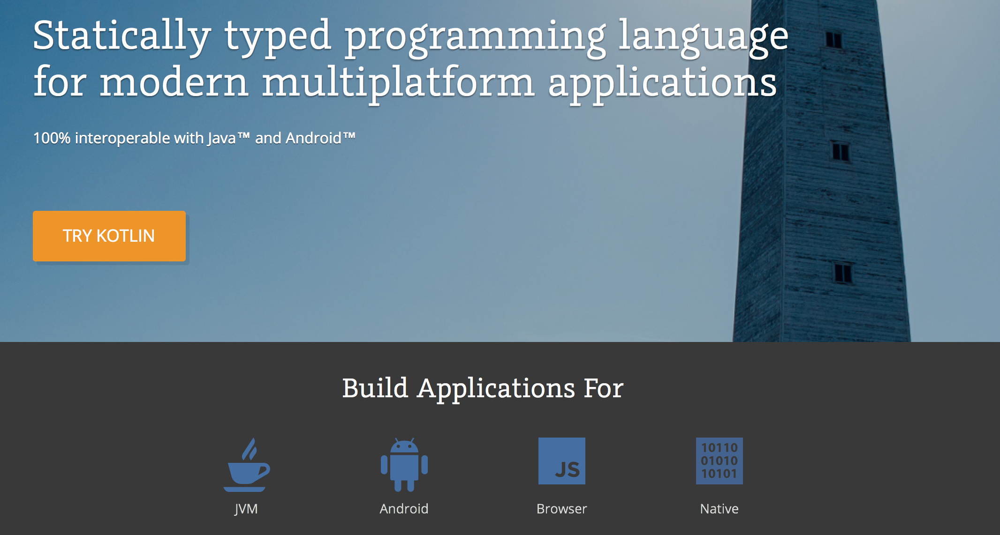 Statically typed programming language
for modern multiplatform applications
100% interoperable with Java™ and Android™
TRY KOTLIN
Build Applications For
JS
10110
01010
10101
JVM
Android
Browser
Native